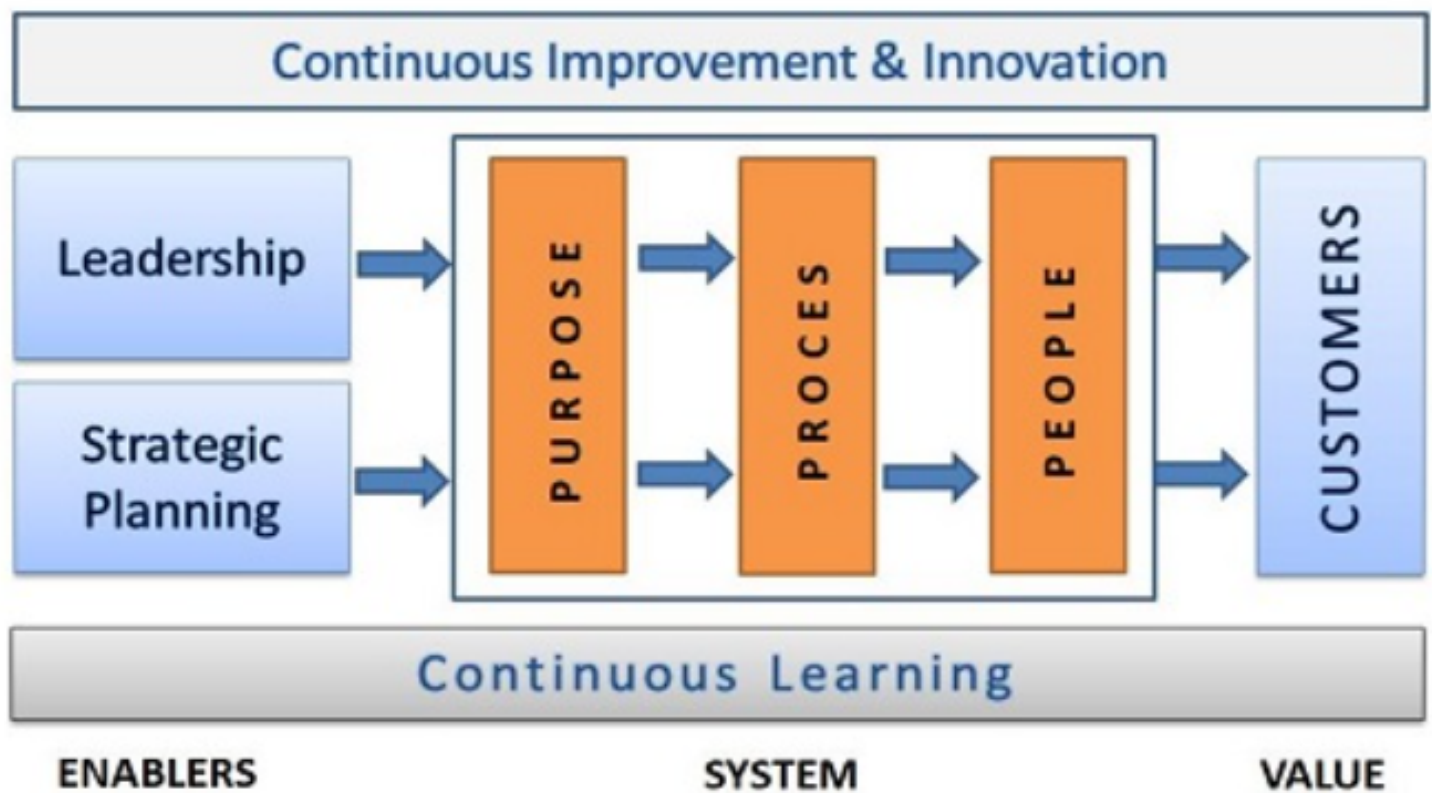 Continuous Improvement & Innovation
Leadership
Strategic
Planning
PURPOSE
PROCES
PEOPLE
CUSTOMERS
Continuous Learning
ENABLERS
SYSTEM
VALUE